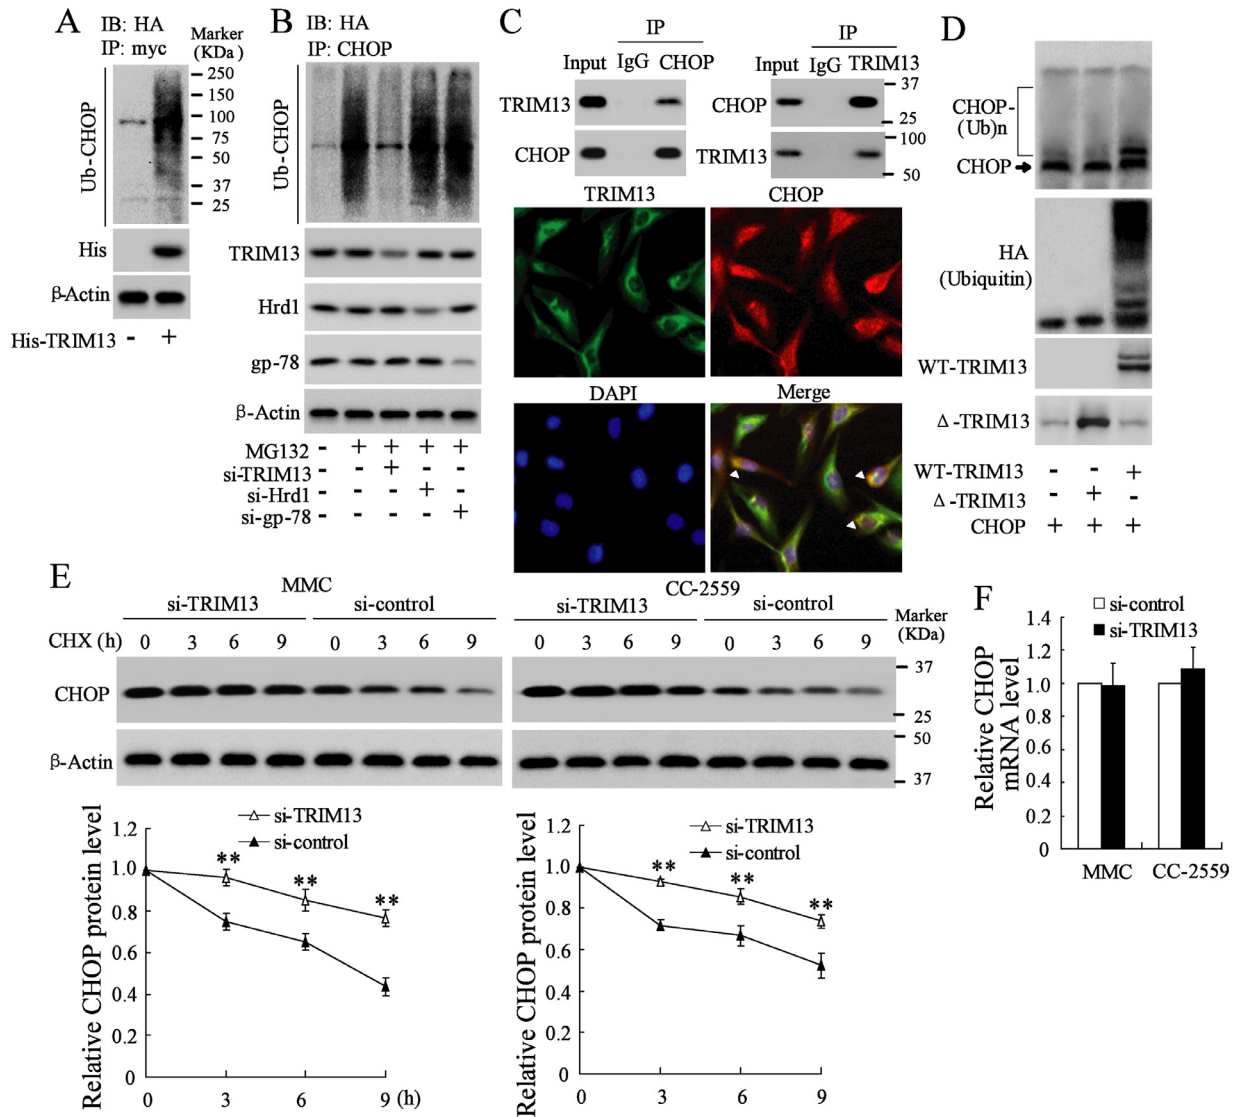 A
IB: HA
IP: myc
Marker
(KDa)
Ub-CHOP
250
150
100
75
50
37
25
His
β-Actin
His-TRIM13 - +
B
IB: HA
IP: CHOP
Ub-CHOP
TRIM13
Hrd1
gp-78
β-Actin
MG132 - + + + +
si-TRIM13 - - + - -
si-Hrd1 - - - + -
si-gp-78 - - - - +
C
IP
Input IgG CHOP
TRIM13
CHOP
IP
Input IgG TRIM13
CHOP
TRIM13
37
25
100
50
TRIM13
CHOP
DAPI
Merge
D
CHOP-
(Ub)n
CHOP
HA
(Ubiquitin)
WT-TRIM13
Δ-TRIM13
WT-TRIM13 - - +
Δ-TRIM13 - + -
CHOP + + +
E
MMC
si-TRIM13 si-control
CHX (h) 0 3 6 9 0 3 6 9
CHOP
β-Actin
CC-2559
si-TRIM13 si-control
0 3 6 9 0 3 6 9
Marker
(KDa)
37
25
50
37
Relative CHOP protein level
1.2
1.0
0.8
0.6
0.4
0.2
0
si-TRIM13
si-control
** ** **
0 3 6 9 (h)
Relative CHOP protein level
1.2
1.0
0.8
0.6
0.4
0.2
0
si-TRIM13
si-control
** ** **
0 3 6 9
F
si-control
si-TRIM13
Relative CHOP
mRNA level
1.4
1.2
1.0
0.8
0.6
0.4
0.2
0
MMC CC-2559